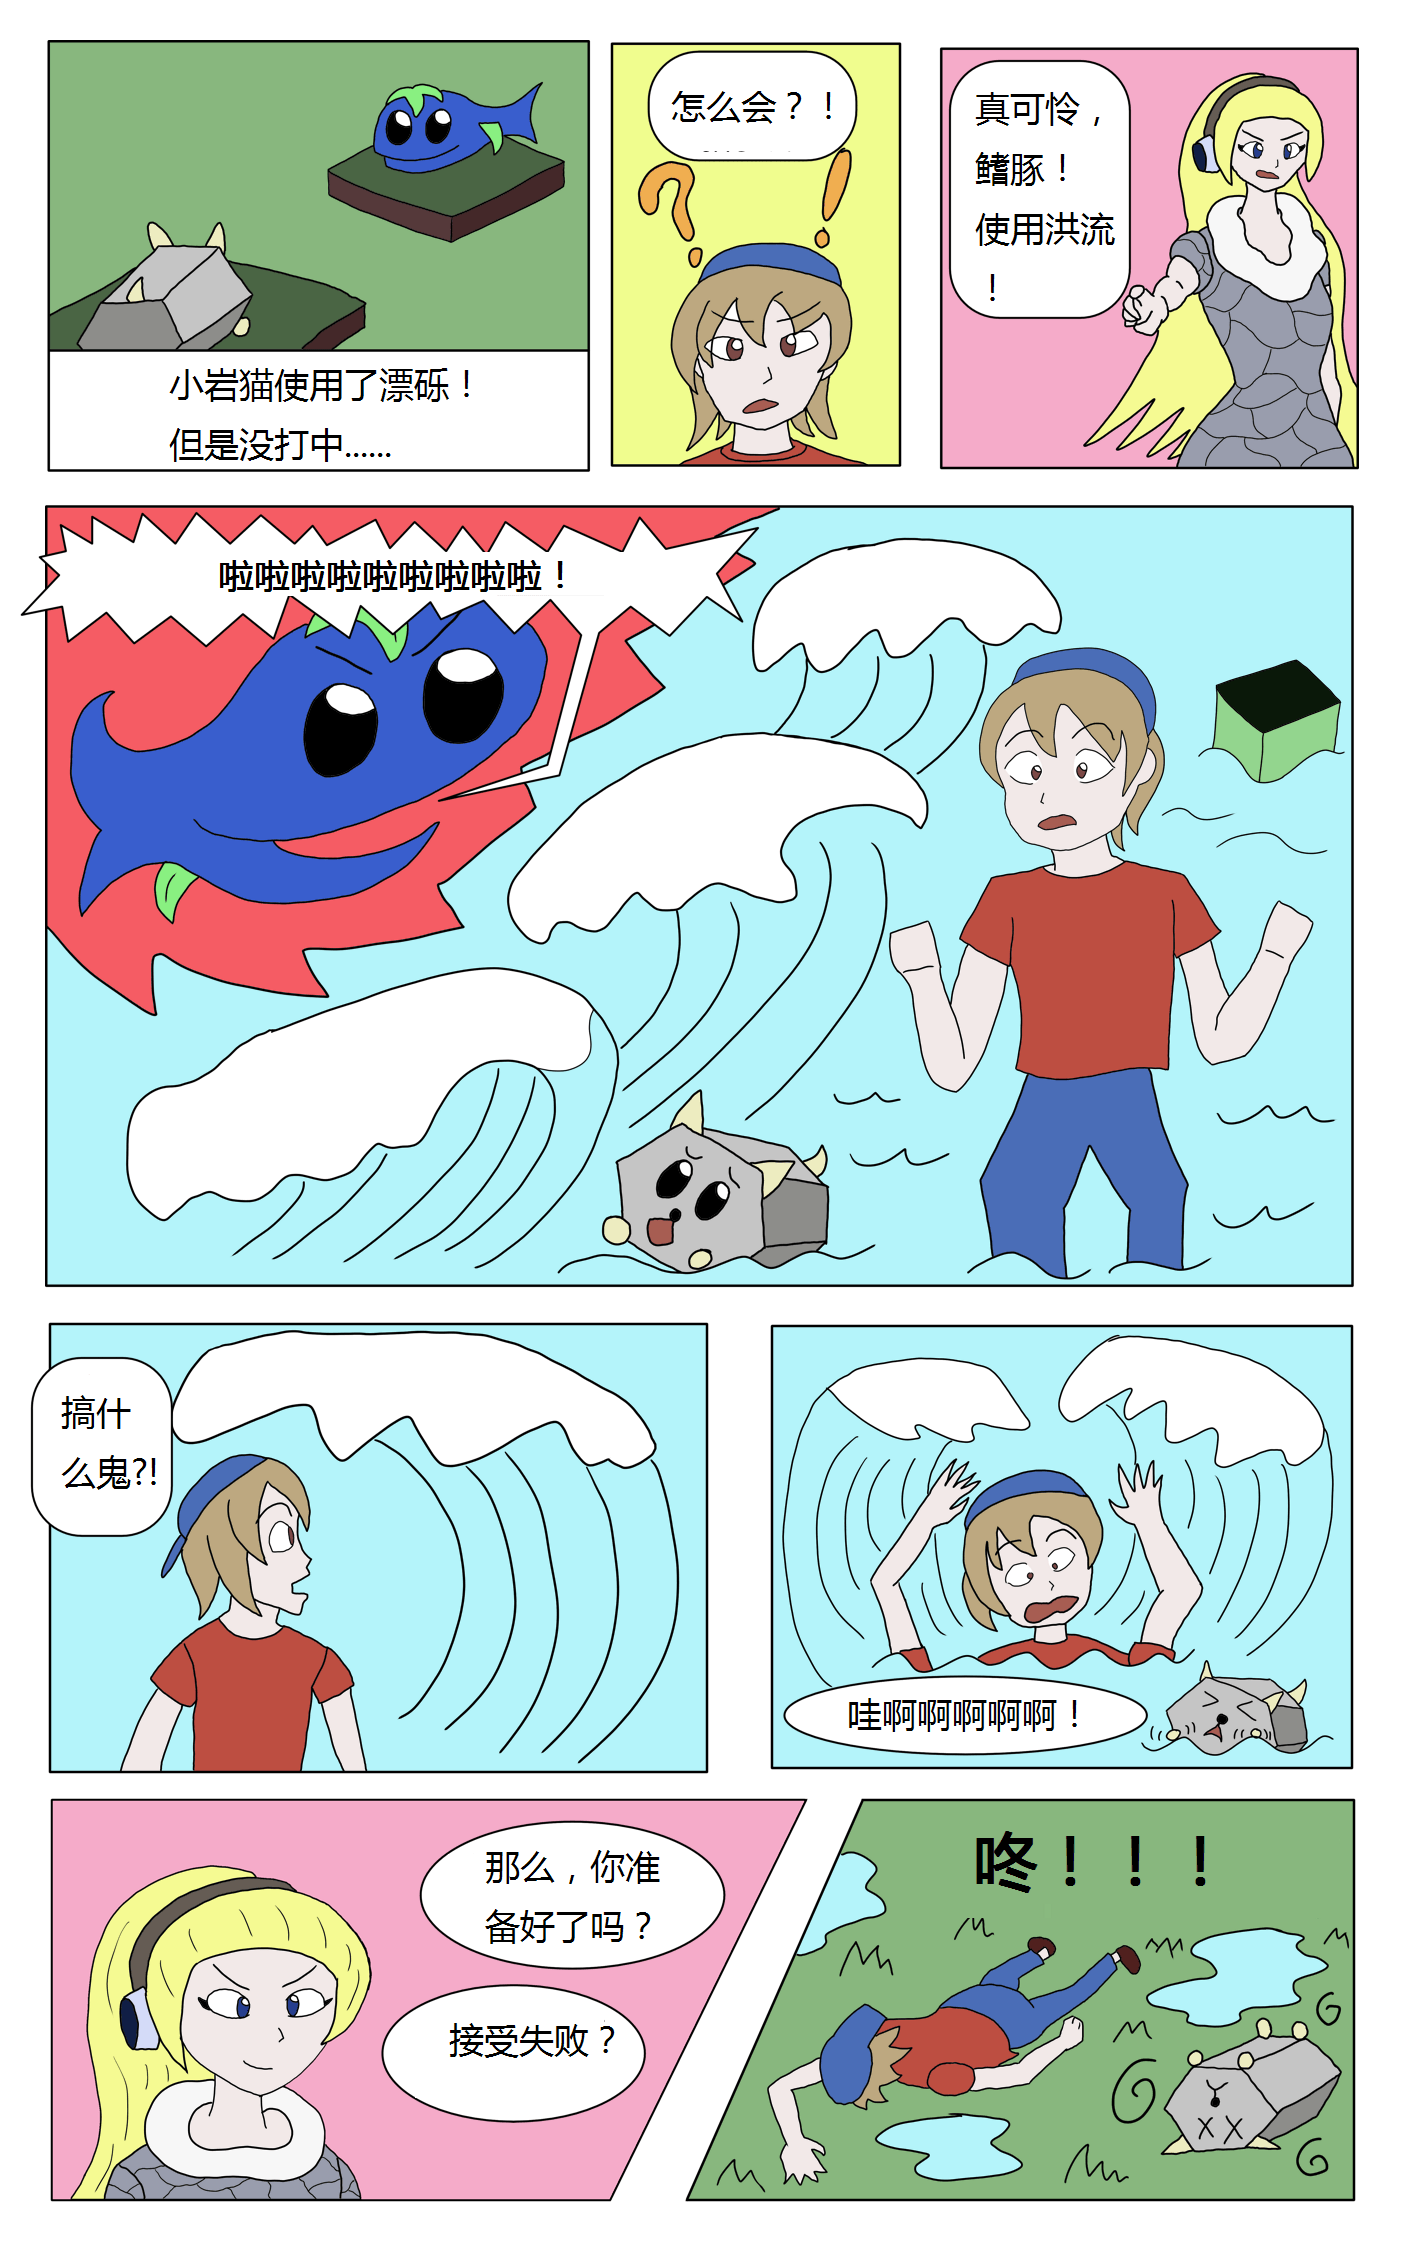 小岩猫使用了漂砾！
但是没打中......
怎么会？！
真可怜，
鳍豚！
使用洪流
！
啦啦啦啦啦啦啦啦啦！
搞什
么鬼?!
哇啊啊啊啊啊！
那么，你准
备好了吗？
接受失败？
咚！！！